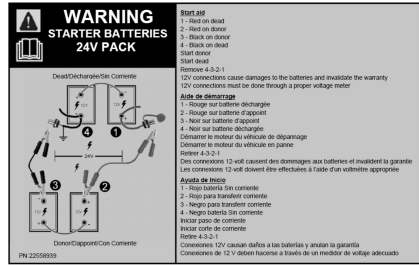 WARNING
STARTER BATTERIES
24V PACK
Dead/Déchargée/Sin Corriente
12V
12V
4
1
24V
3
2
12V
12V
Donor/Dáppoint/Con Corriente
PN 22558939
Start aid
1 - Red on dead
2 - Red on donor
3 - Black on donor
4 - Black on dead
Start donor
Start dead
Remove 4-3-2-1
12V connections cause damages to the batteries and invalidate the warranty
12V connections must be done through a proper voltage meter
Aide de démarrage
1 - Rouge sur batterie déchargée
2 - Rouge sur batterie d'appoint
3 - Noir sur batterie d'appoint
4 - Noir sur batterie déchargée
Démarrer le moteur du véhicule de dépannage
Démarrer le moteur du véhicule en panne
Retirer 4-3-2-1
Des connexions 12-volt causent des dommages aux batteries et invalident la garantie
Les connexions 12-volt doivent être effectuées à l'aide d'un voltmètre appropriée
Ayuda de Inicio
1 - Rojo batería Sin corriente
2 - Rojo para transferir corriente
3 - Negro para transferir corriente
4 - Negro batería Sin corriente
Iniciar paso de corriente
Iniciar corte de corriente
Retire 4-3-2-1
Conexiones 12V causan daños a las baterías y anulan la garantía
Conexiones de 12 V deben hacerse a través de un medidor de voltaje adecuado